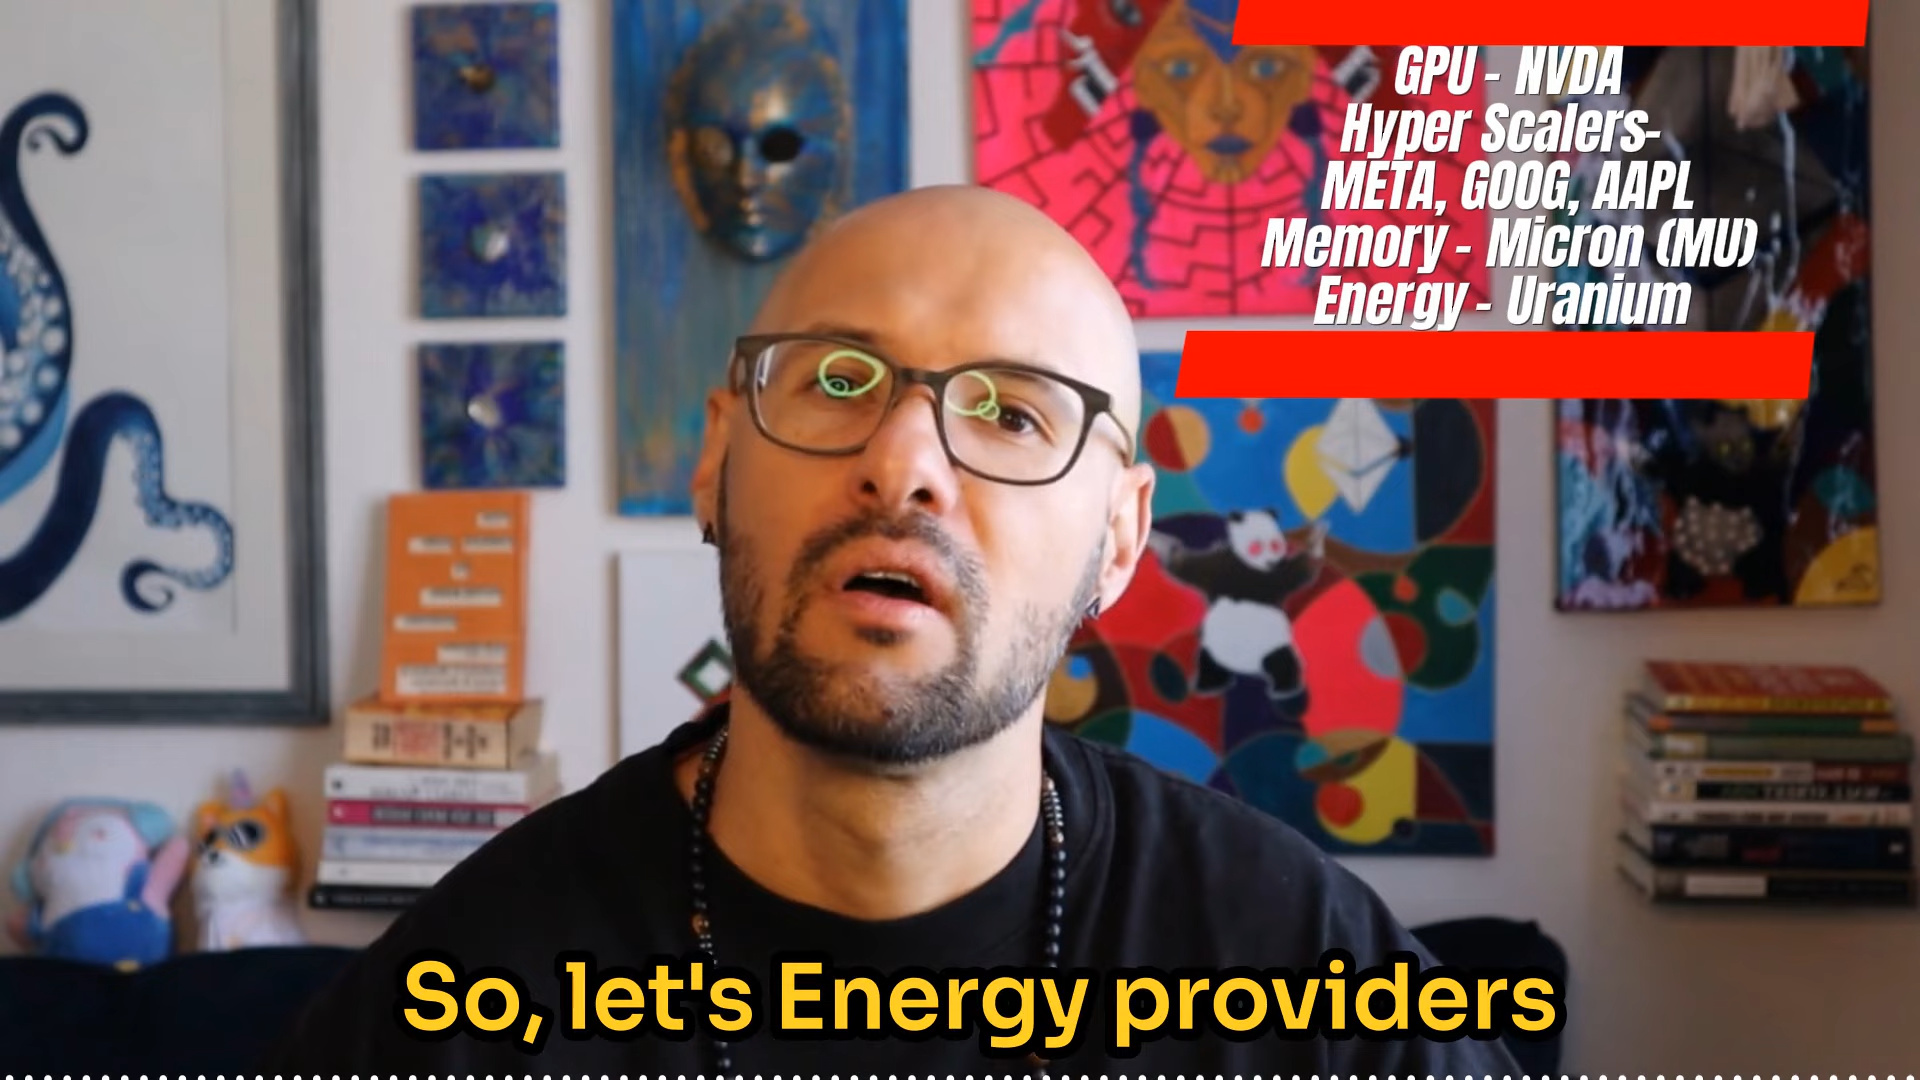 GPU - NVDA
Hyper Scalers-
META, GOOG, AAPL
Memory - Micron (MU)
Energy - Uranium
So, let's Energy providers